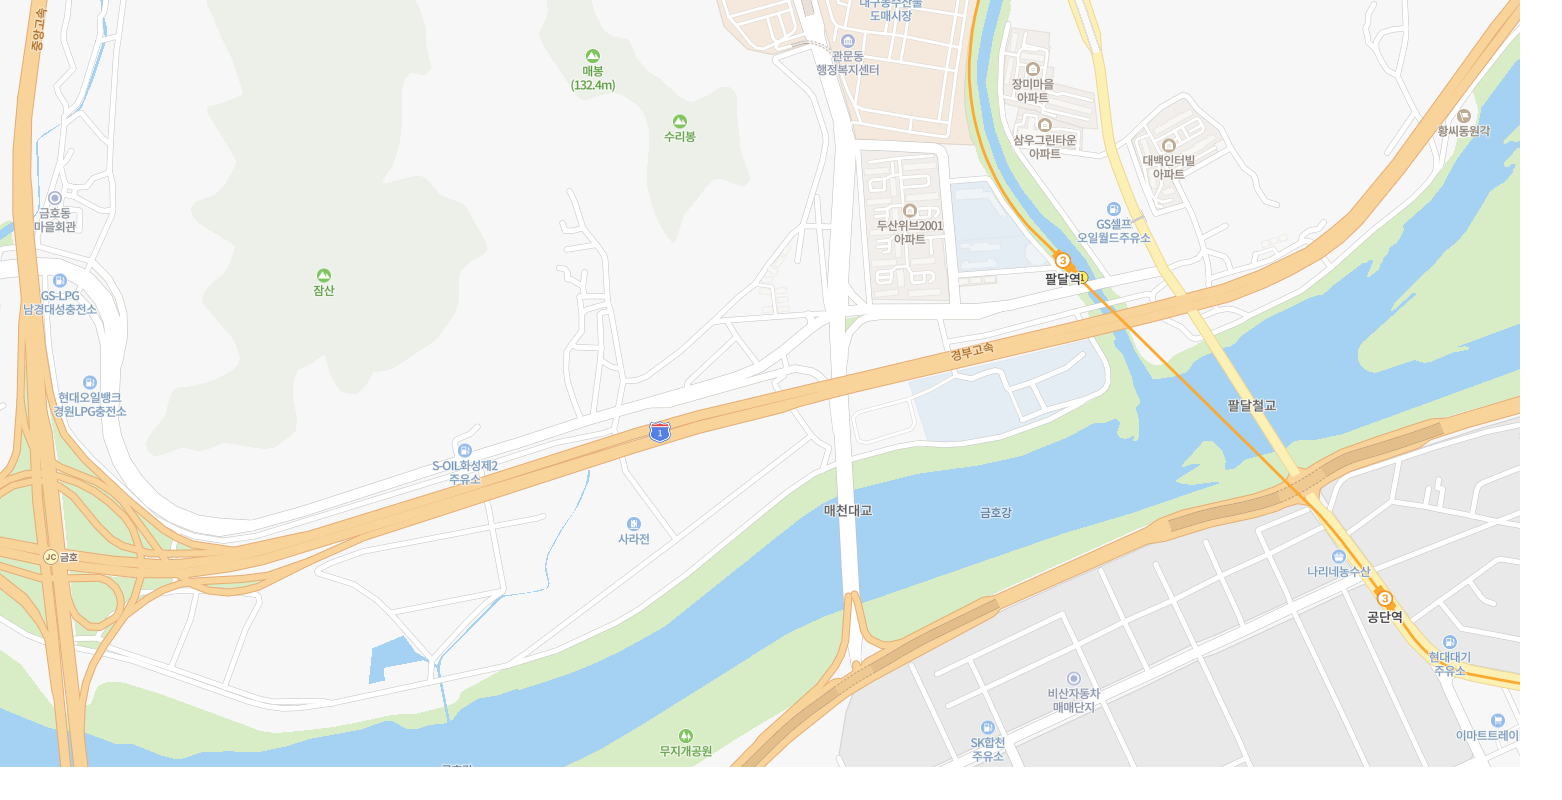 중앙고속
대구농수산물
도매시장
관문동
행정복지센터
매봉
(132.4m)
수리봉
장미마을
아파트
삼우그린타운
아파트
대백인터빌
아파트
황씨동원각
금호동
마을회관
두산위브2001
아파트
GS셀프
오일월드주유소
3
팔달역
1
잠산
GS-LPG
남경대성충전소
경부고속
현대오일뱅크
경원LPG충전소
팔달철교
1
S-OIL화성제2
주유소
매천대교
금호강
사라전
JC 금호
나리네농수산
3
공단역
현대대기
주유소
비산자동차
매매단지
무지개공원
SK합천
주유소
이마트트레이